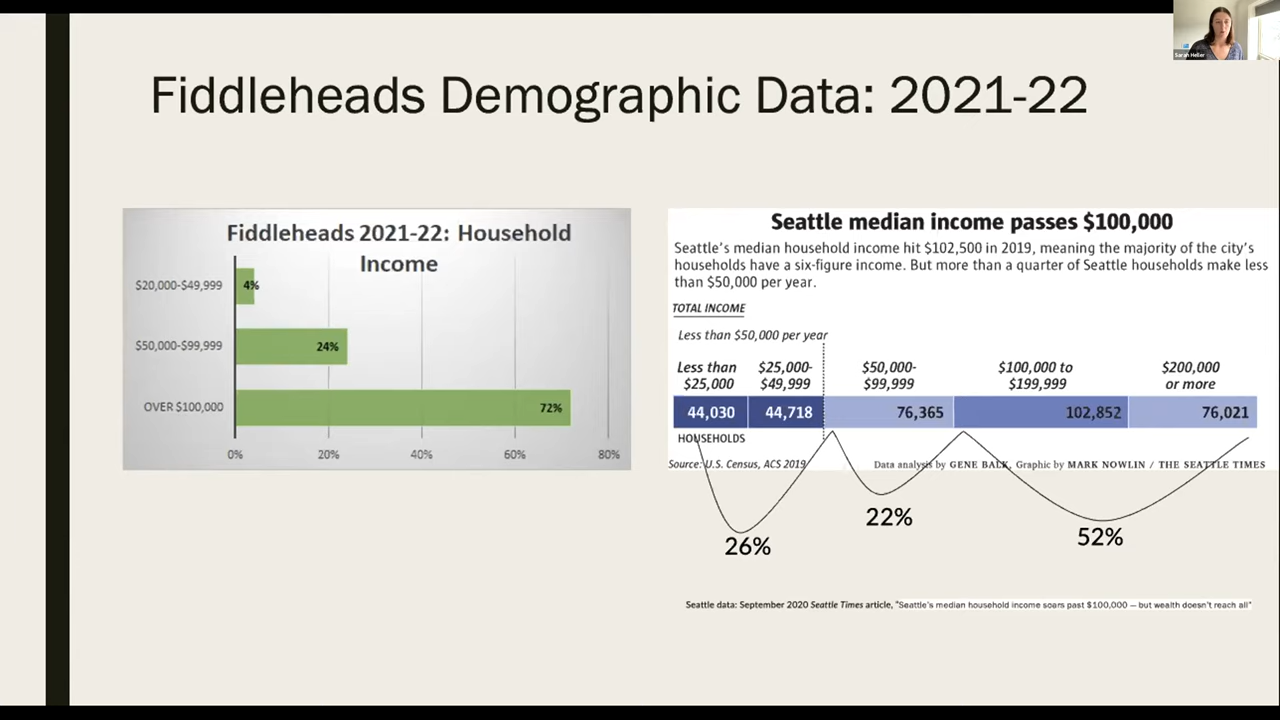 Sarah Heller
Fiddleheads Demographic Data: 2021-22
Fiddleheads 2021-22: Household
Income
$20,000-$49,999
4%
$50,000-$99,999
24%
OVER $100,000
72%
0% 20% 40% 60% 80%
Seattle median income passes $100,000
Seattle's median household income hit $102,500 in 2019, meaning the majority of the city's
households have a six-figure income. But more than a quarter of Seattle households make less
than $50,000 per year.
TOTAL INCOME
Less than $50,000 per year
Less than $25,000- $50,000- $100,000 to $200,000
$25,000 $49,999 $99,999 $199,999 or more
44,030 44,718 76,365 102,852 76,021
HOUSEHOLDS
Source: U.S. Census, ACS 2019 Data analysis by GENE BALK, Graphic by MARK NOWLIN / THE SEATTLE TIMES
26% 22% 52%
Seattle data: September 2020 Seattle Times article, "Seattle's median household income soars past $100,000 — but wealth doesn't reach all"